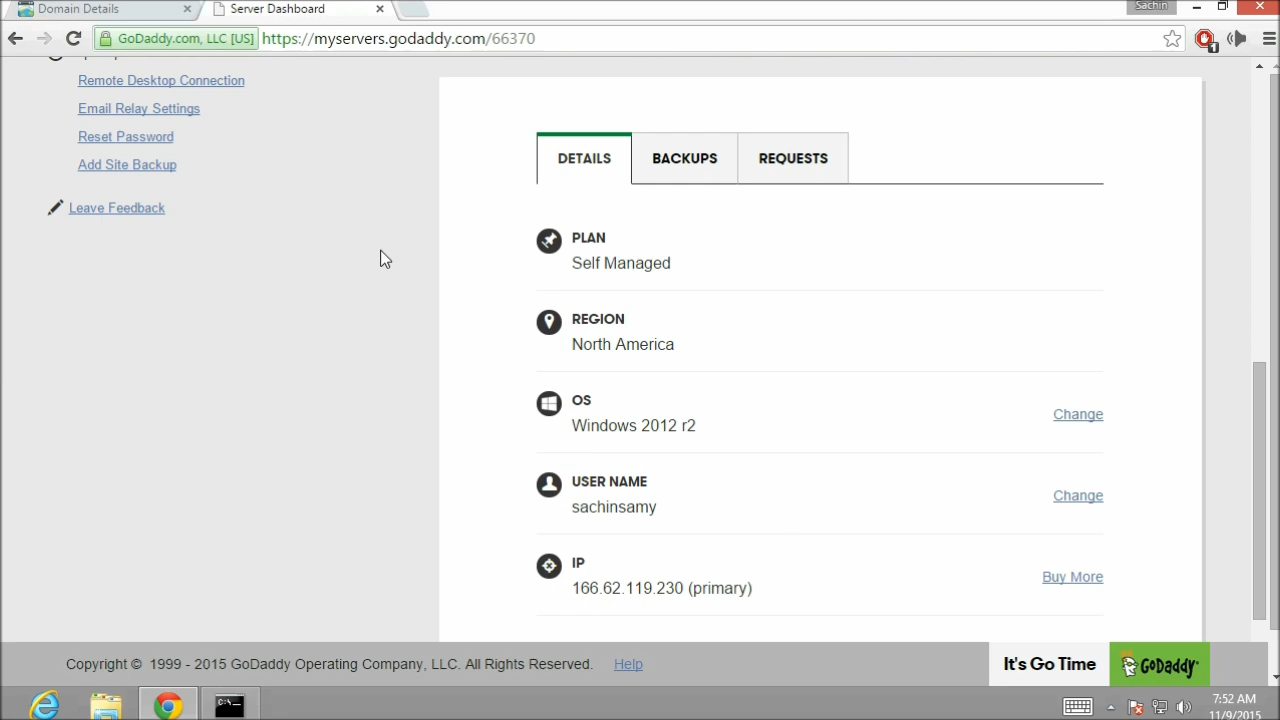 Domain Details
Server Dashboard
Sachin
GoDaddy.com, LLC [US]
https://myservers.godaddy.com/66370
1
Remote Desktop Connection
Email Relay Settings
Reset Password
Add Site Backup
Leave Feedback
DETAILS
BACKUPS
REQUESTS
PLAN
Self Managed
REGION
North America
OS
Windows 2012 r2
Change
USER NAME
sachinsamy
Change
IP
166.62.119.230 (primary)
Buy More
Copyright © 1999 - 2015 GoDaddy Operating Company, LLC. All Rights Reserved.
Help
It's Go Time
GoDaddy
C:\
7:52 AM
11/9/2015